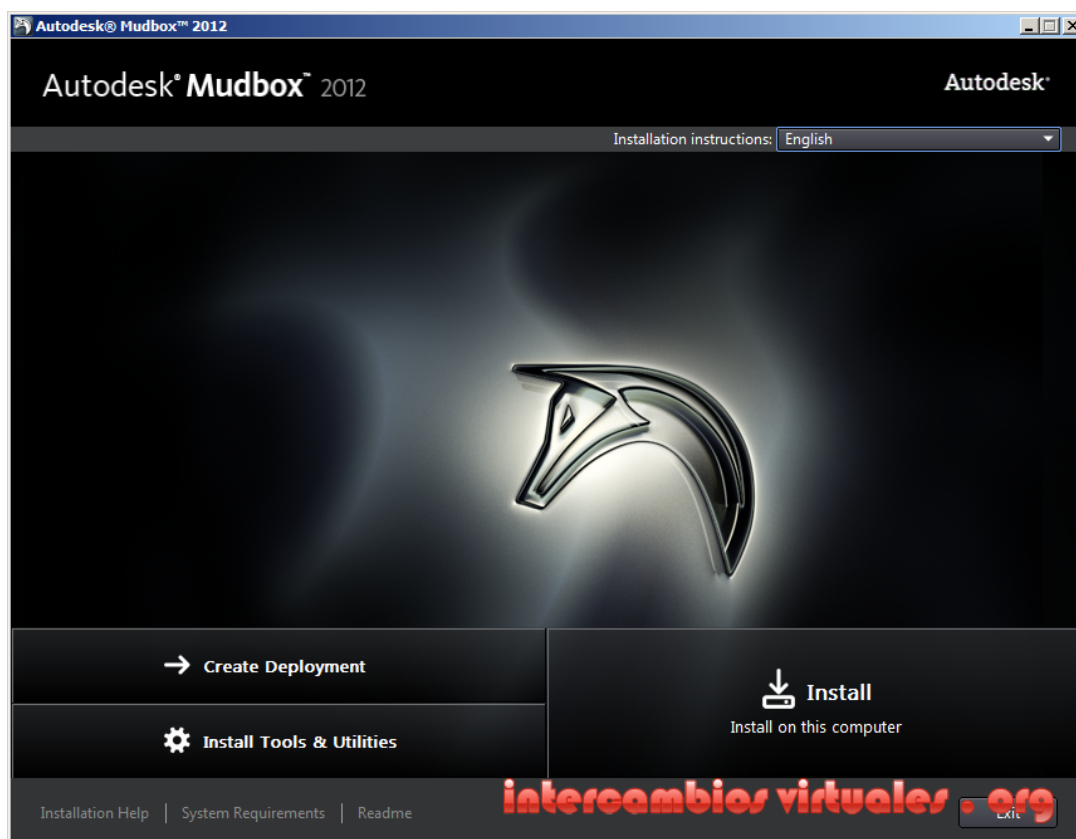 Autodesk® Mudbox™ 2012
Autodesk® Mudbox™ 2012
Autodesk®
Installation instructions: English
Create Deployment
Install Tools & Utilities
Install
Install on this computer
Installation Help | System Requirements | Readme
Exit
intercambios virtuales . org